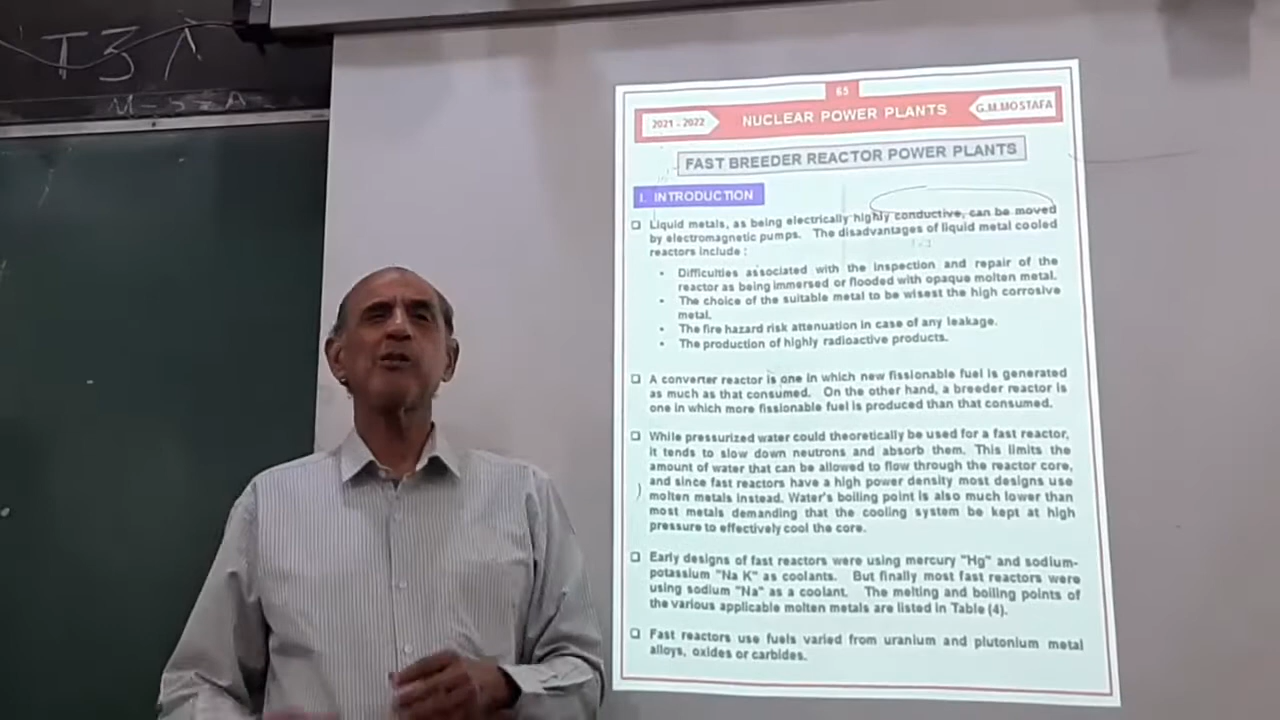 T3
M-S=A
65
2021 - 2022
NUCLEAR POWER PLANTS
G.M.MOSTAFA
FAST BREEDER REACTOR POWER PLANTS
I. INTRODUCTION
❑ Liquid metals, as being electrically highly conductive, can be moved
by electromagnetic pumps. The disadvantages of liquid metal cooled
reactors include :
• Difficulties associated with the inspection and repair of the
reactor as being immersed or flooded with opaque molten metal.
• The choice of the suitable metal to be wisest the high corrosive
metal.
• The fire hazard risk attenuation in case of any leakage.
• The production of highly radioactive products.
❑ A converter reactor is one in which new fissionable fuel is generated
as much as that consumed. On the other hand, a breeder reactor is
one in which more fissionable fuel is produced than that consumed.
❑ While pressurized water could theoretically be used for a fast reactor,
it tends to slow down neutrons and absorb them. This limits the
amount of water that can be allowed to flow through the reactor core,
and since fast reactors have a high power density most designs use
molten metals instead. Water's boiling point is also much lower than
most metals demanding that the cooling system be kept at high
pressure to effectively cool the core.
❑ Early designs of fast reactors were using mercury "Hg" and sodium-
potassium "Na K" as coolants. But finally most fast reactors were
using sodium "Na" as a coolant. The melting and boiling points of
the various applicable molten metals are listed in Table (4).
❑ Fast reactors use fuels varied from uranium and plutonium metal
alloys, oxides or carbides.